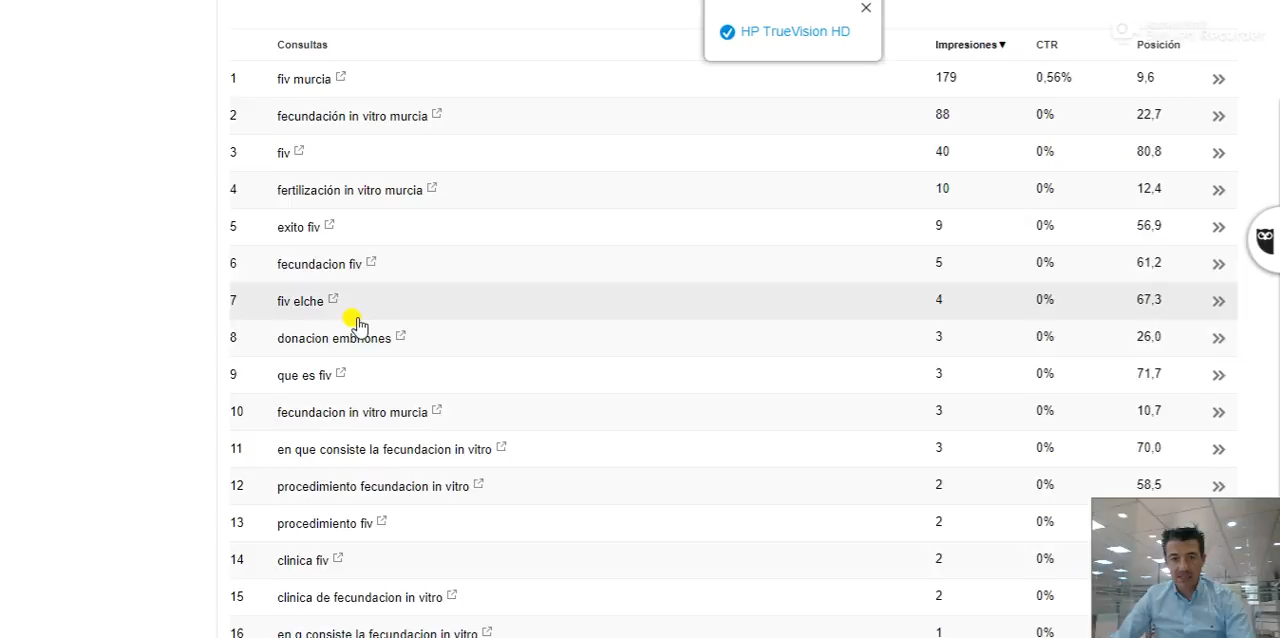 HP TrueVision HD
Consultas Impresiones▼ CTR Posición
1 fiv murcia 179 0,56% 9,6
2 fecundación in vitro murcia 88 0% 22,7
3 fiv 40 0% 80,8
4 fertilización in vitro murcia 10 0% 12,4
5 exito fiv 9 0% 56,9
6 fecundacion fiv 5 0% 61,2
7 fiv elche 4 0% 67,3
8 donacion embriones 3 0% 26,0
9 que es fiv 3 0% 71,7
10 fecundacion in vitro murcia 3 0% 10,7
11 en que consiste la fecundacion in vitro 3 0% 70,0
12 procedimiento fecundacion in vitro 2 0% 58,5
13 procedimiento fiv 2 0%
14 clinica fiv 2 0%
15 clinica de fecundacion in vitro 2 0%
16 en q consiste la fecundacion in vitro 1 0%